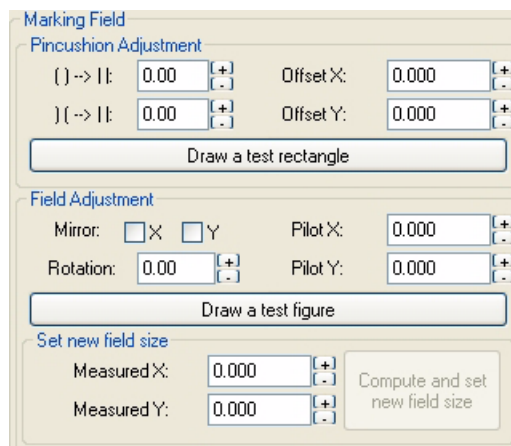 Marking Field
Pincushion Adjustment
( ) --> | |: 0.00 [+] [-] Offset X: 0.000 [+] [-]
) ( --> | |: 0.00 [+] [-] Offset Y: 0.000 [+] [-]
Draw a test rectangle
Field Adjustment
Mirror: X Y Pilot X: 0.000 [+] [-]
Rotation: 0.00 [+] [-] Pilot Y: 0.000 [+] [-]
Draw a test figure
Set new field size
Measured X: 0.000 [+] [-]
Measured Y: 0.000 [+] [-]
Compute and set
new field size